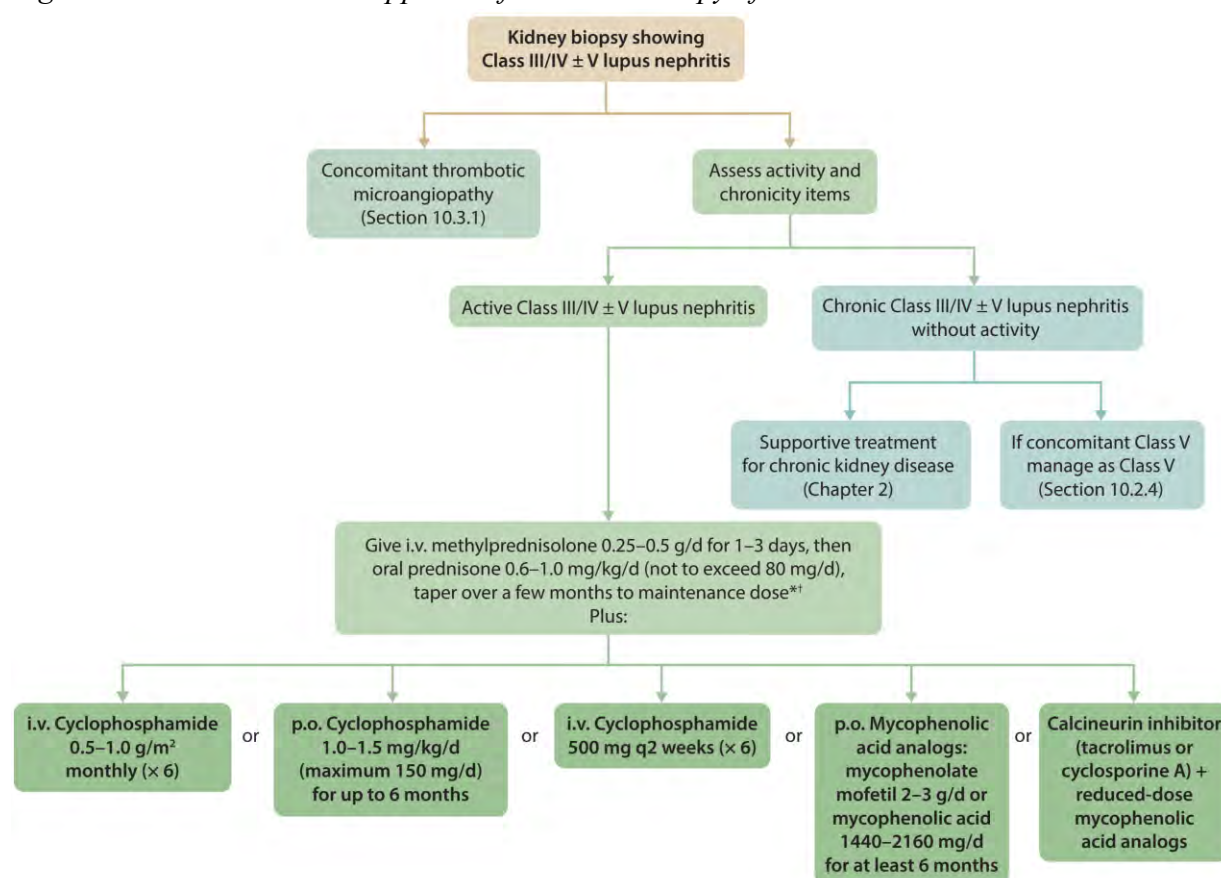 Kidney biopsy showing
Class III/IV ± V lupus nephritis
Concomitant thrombotic
microangiopathy
(Section 10.3.1)
Assess activity and
chronicity items
Active Class III/IV ± V lupus nephritis
Chronic Class III/IV ± V lupus nephritis
without activity
Supportive treatment
for chronic kidney disease
(Chapter 2)
If concomitant Class V
manage as Class V
(Section 10.2.4)
Give i.v. methylprednisolone 0.25–0.5 g/d for 1–3 days, then
oral prednisone 0.6–1.0 mg/kg/d (not to exceed 80 mg/d),
taper over a few months to maintenance dose*†
Plus:
i.v. Cyclophosphamide
0.5–1.0 g/m²
monthly (× 6)
or
p.o. Cyclophosphamide
1.0–1.5 mg/kg/d
(maximum 150 mg/d)
for up to 6 months
or
i.v. Cyclophosphamide
500 mg q2 weeks (× 6)
or
p.o. Mycophenolic
acid analogs:
mycophenolate
mofetil 2–3 g/d or
mycophenolic acid
1440–2160 mg/d
for at least 6 months
or
Calcineurin inhibitor
(tacrolimus or
cyclosporine A) +
reduced-dose
mycophenolic
acid analogs